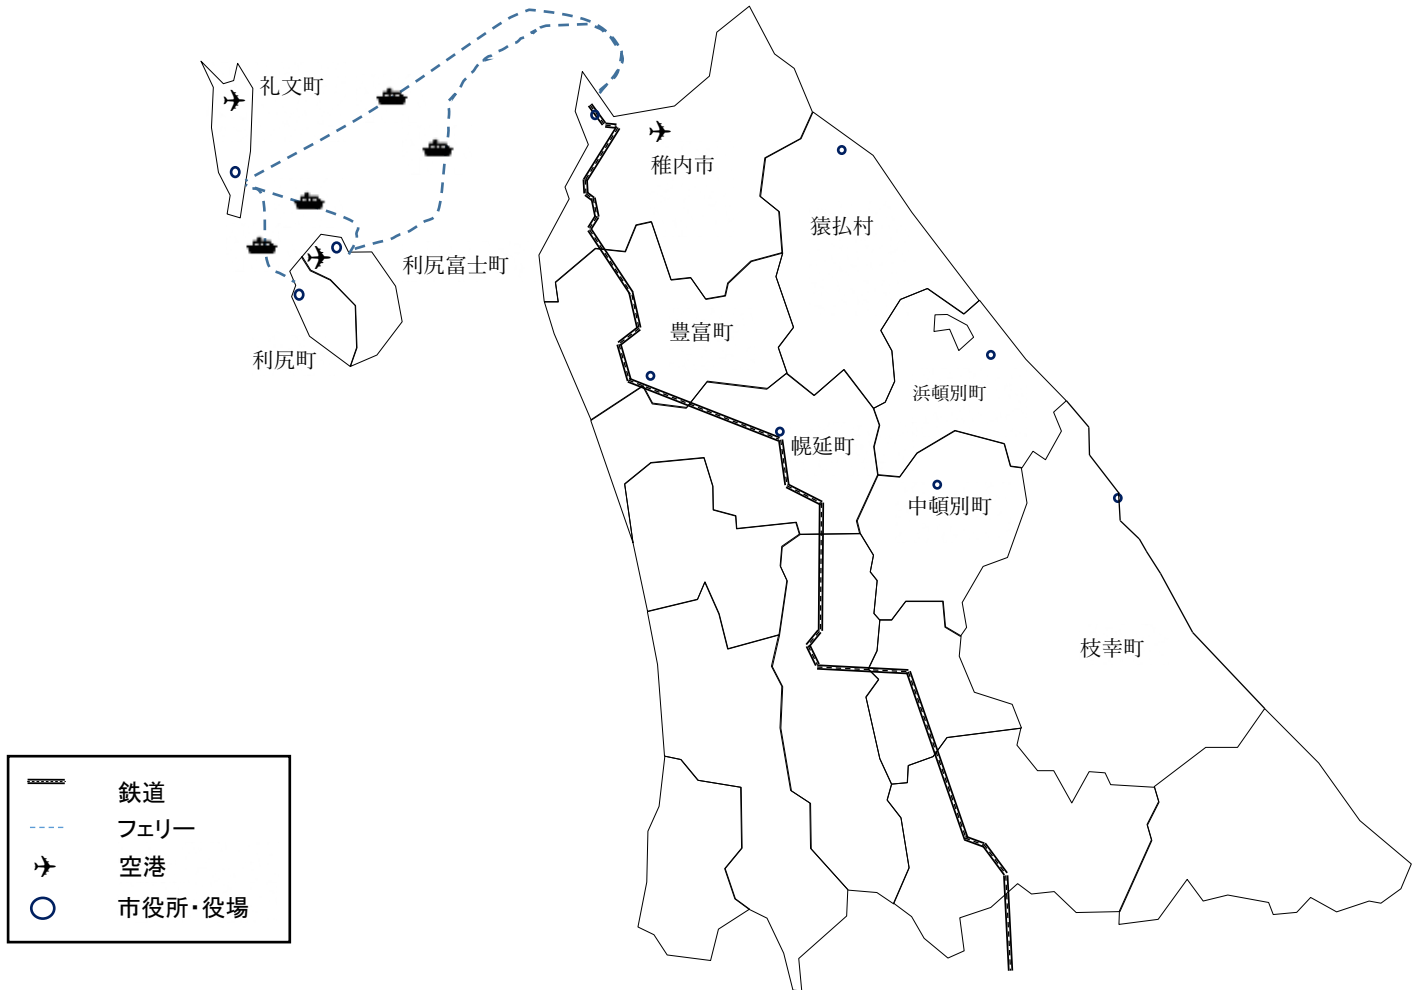 礼文町
稚内市
猿払村
利尻富士町
豊富町
利尻町
浜頓別町
幌延町
中頓別町
枝幸町
鉄道
フェリー
空港
市役所・役場